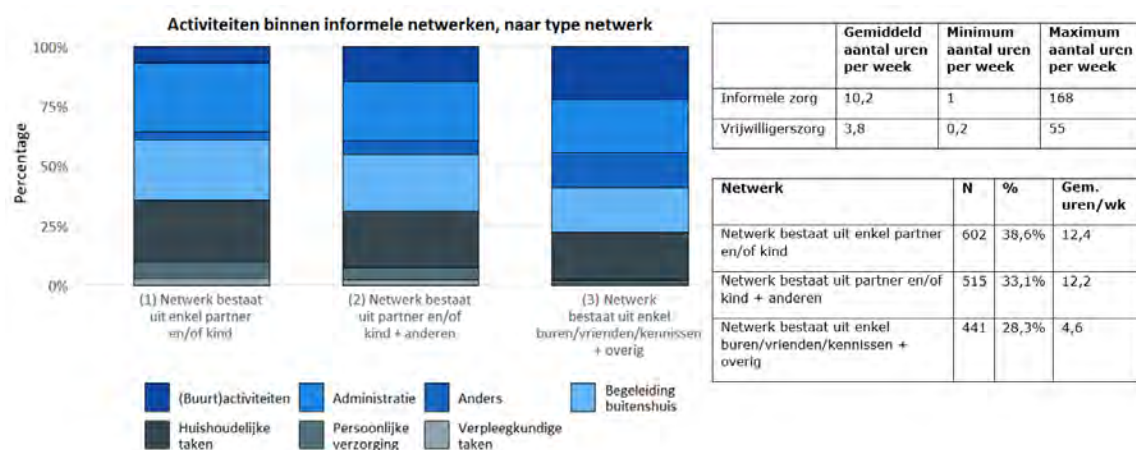 Activiteiten binnen informele netwerken, naar type netwerk
100%
75%
50%
25%
0%
Percentage
(1) Netwerk bestaat
uit enkel partner
en/of kind
(2) Netwerk bestaat
uit partner en/of
kind + anderen
(3) Netwerk
bestaat uit enkel
buren/vrienden/kennissen
+ overig
(Buurt)activiteiten
Administratie
Anders
Begeleiding
buitenshuis
Huishoudelijke
taken
Persoonlijke
verzorging
Verpleegkundige
taken
Gemiddeld
aantal uren
per week
Minimum
aantal uren
per week
Maximum
aantal uren
per week
Informele zorg 10,2 1 168
Vrijwilligerszorg 3,8 0,2 55
Netwerk N % Gem.
uren/wk
Netwerk bestaat uit enkel partner 602 38,6% 12,4
en/of kind
Netwerk bestaat uit partner en/of 515 33,1% 12,2
kind + anderen
Netwerk bestaat uit enkel 441 28,3% 4,6
buren/vrienden/kennissen +
overig